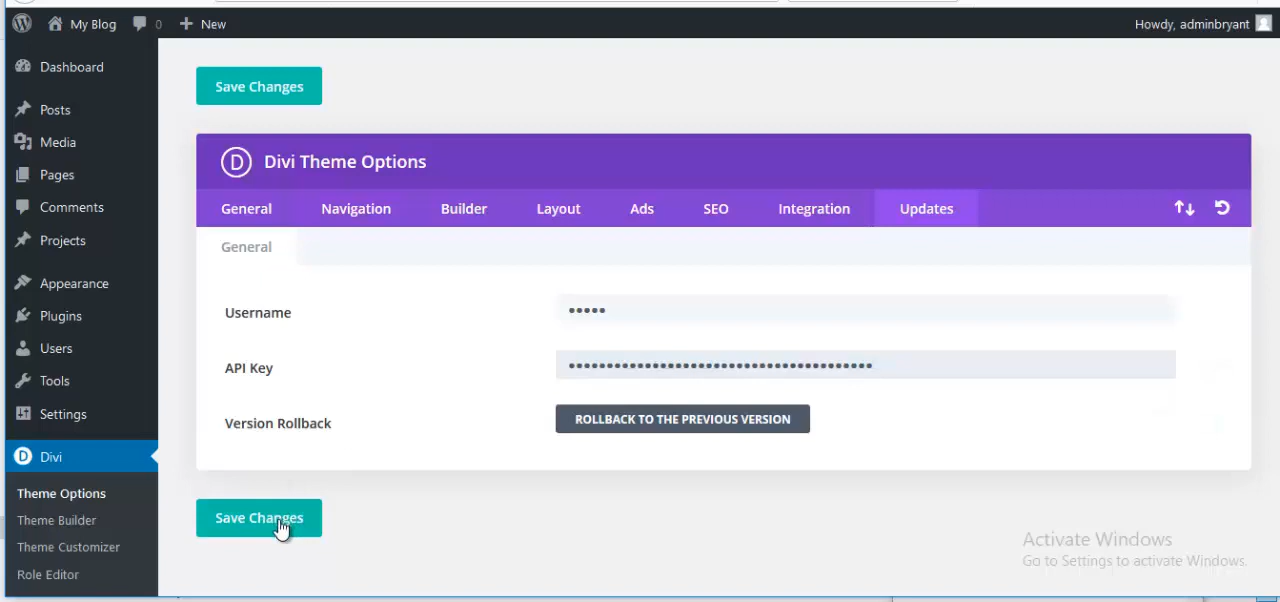 My Blog 0 New Howdy, adminbryant
Dashboard
Posts
Media
Pages
Comments
Projects
Appearance
Plugins
Users
Tools
Settings
D Divi
Theme Options
Theme Builder
Theme Customizer
Role Editor
Save Changes
D Divi Theme Options
General Navigation Builder Layout Ads SEO Integration Updates
General
Username •••••
API Key ••••••••••••••••••••••••••••••••••••••••
Version Rollback ROLLBACK TO THE PREVIOUS VERSION
Save Changes
Activate Windows
Go to Settings to activate Windows.